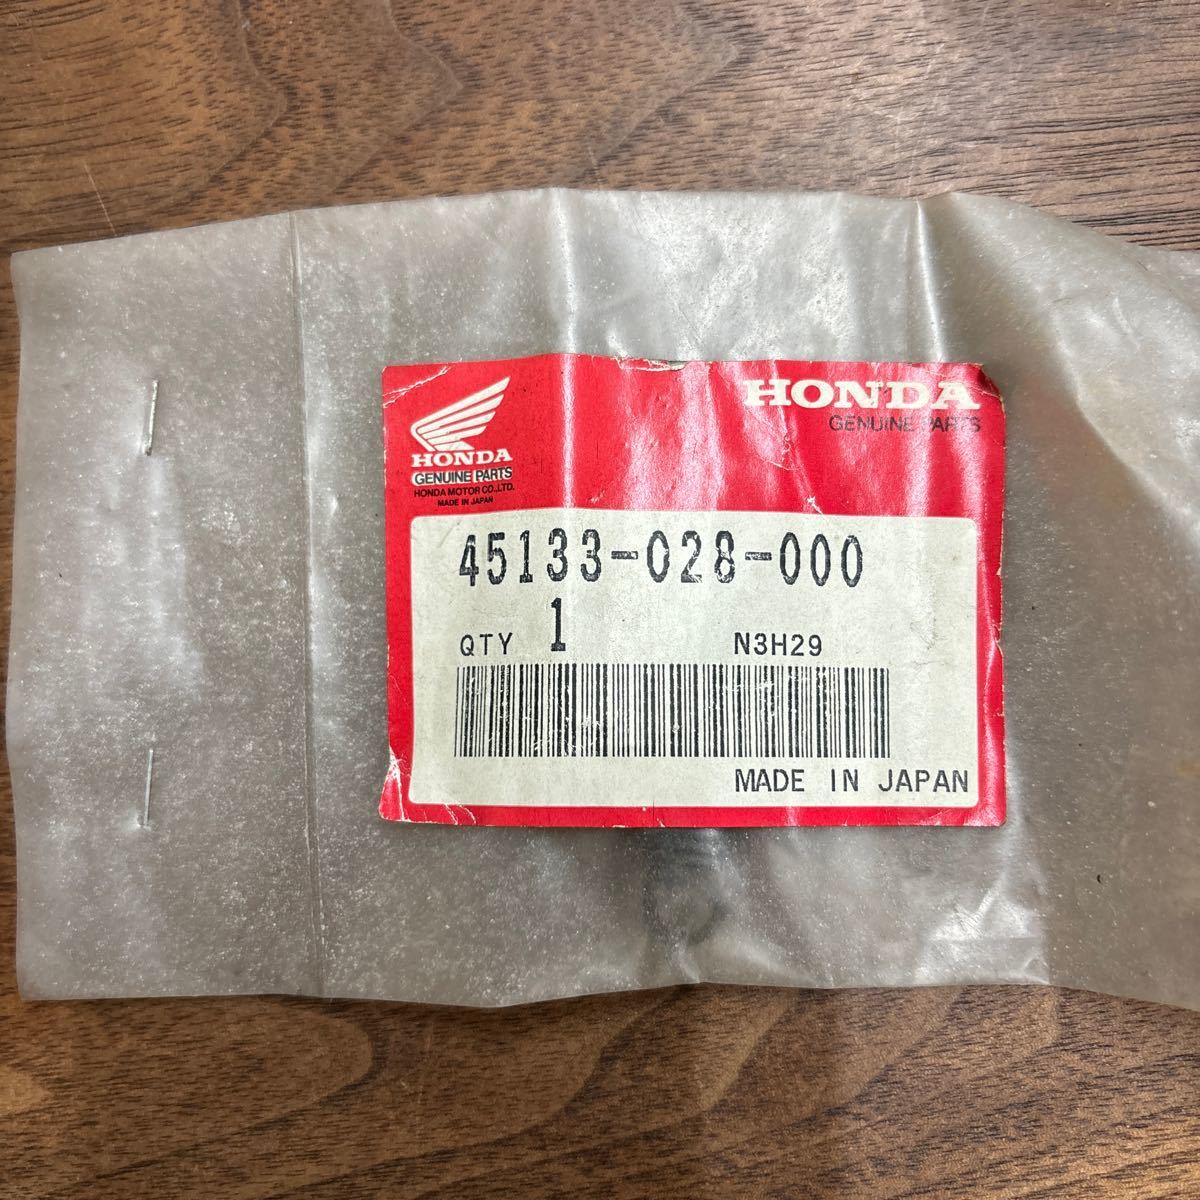 HONDA
GENUINE PARTS
HONDA MOTOR CO.,LTD.
MADE IN JAPAN
HONDA
GENUINE PARTS
45133-028-000
QTY 1 N3H29
MADE IN JAPAN